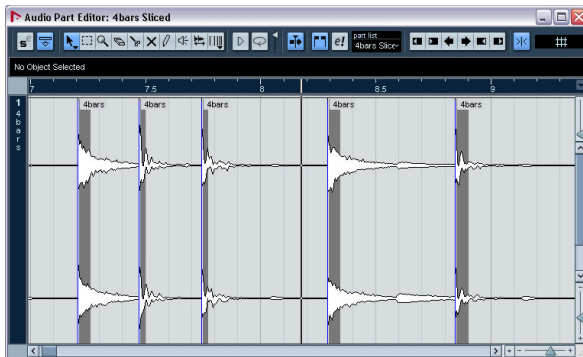 Audio Part Editor: 4bars Sliced
part list
4bars Slice
No Object Selected
7 7.5 8 8.5 9
1
4bars
4bars 4bars 4bars 4bars 4bars